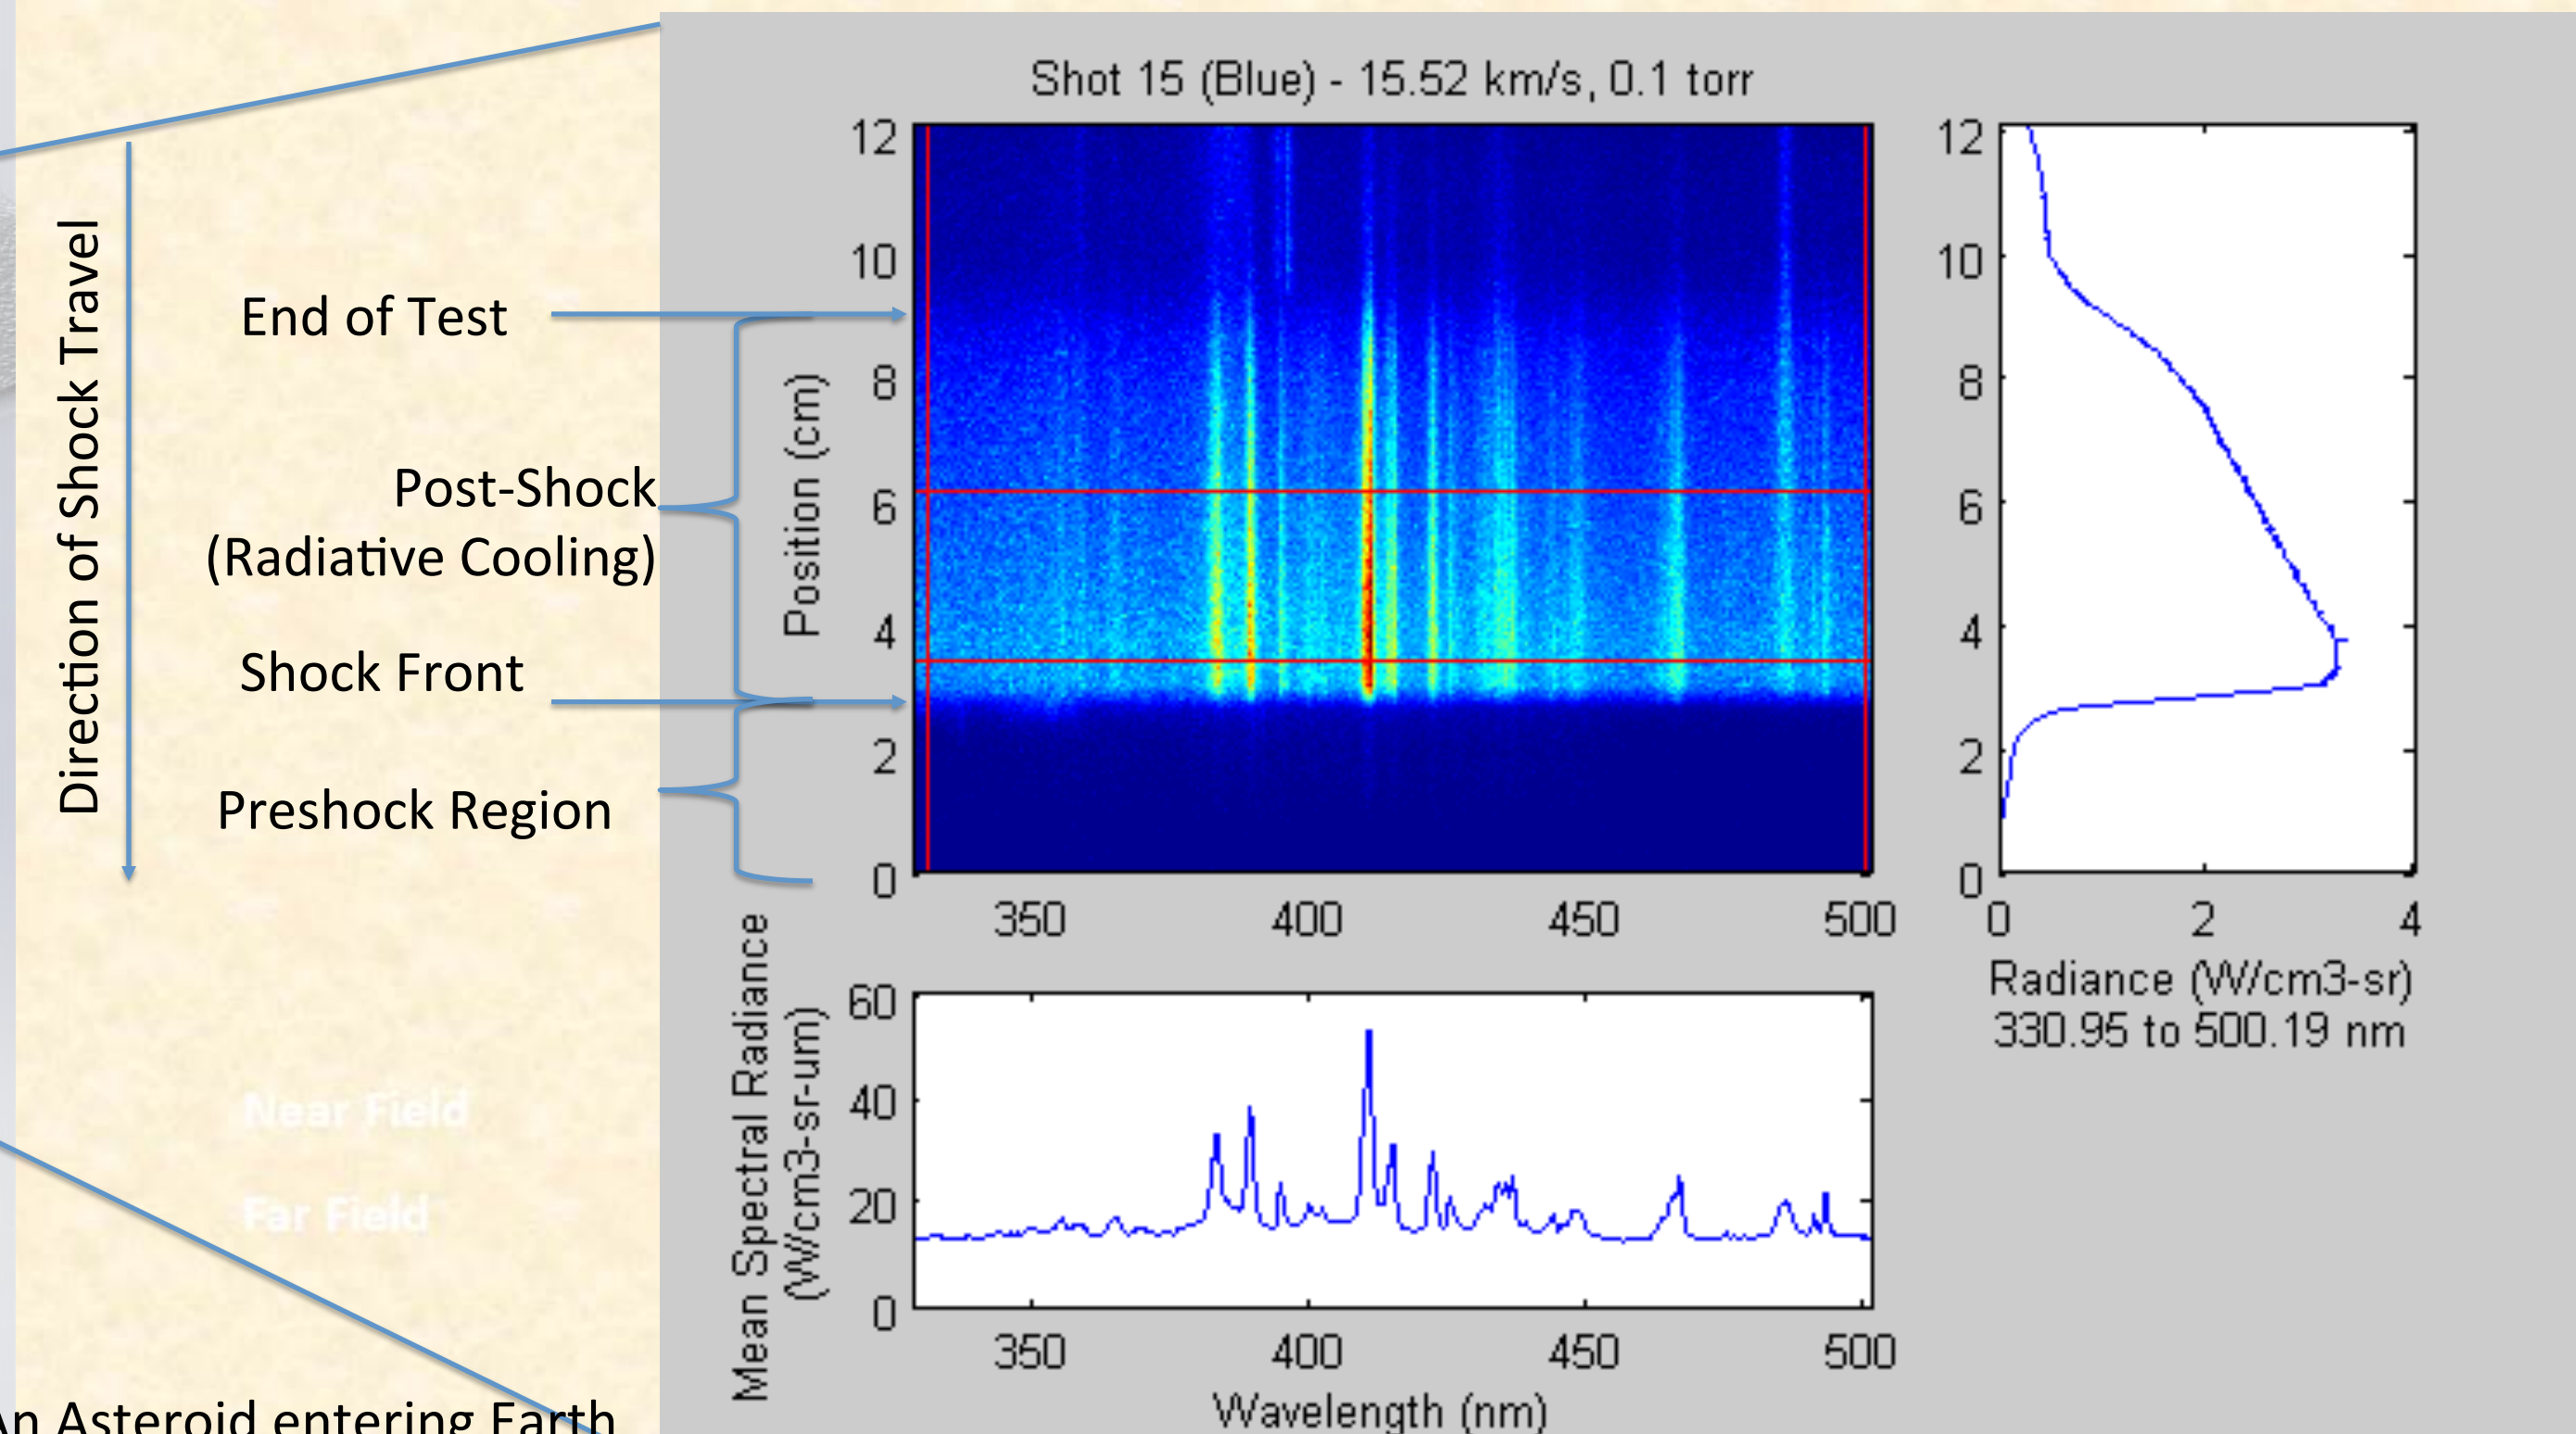 Shot 15 (Blue) - 15.52 km/s, 0.1 torr
Direction of Shock Travel
End of Test
Post-Shock
(Radiative Cooling)
Shock Front
Preshock Region
Position (cm)
12
10
8
6
4
2
0
350 400 450 500
12
10
8
6
4
2
0
0 2 4
Radiance (W/cm3-sr)
330.95 to 500.19 nm
Mean Spectral Radiance
(W/cm3-sr-um)
60
40
20
0
350 400 450 500
Wavelength (nm)
Near Field
Far Field
An Asteroid entering Earth